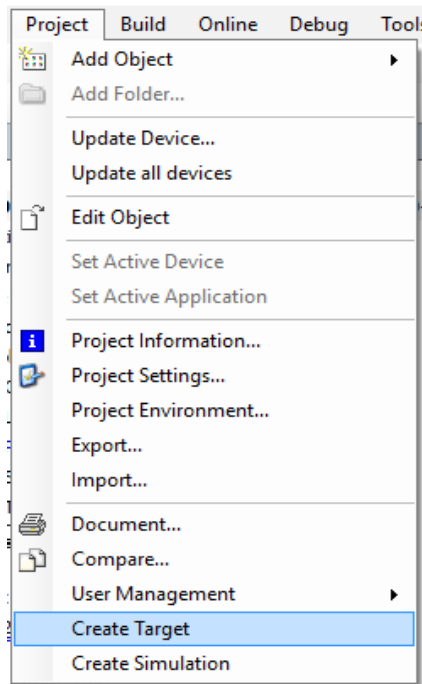 Project Build Online Debug Tools
Add Object
Add Folder...
Update Device...
Update all devices
Edit Object
Set Active Device
Set Active Application
Project Information...
Project Settings...
Project Environment...
Export...
Import...
Document...
Compare...
User Management
Create Target
Create Simulation